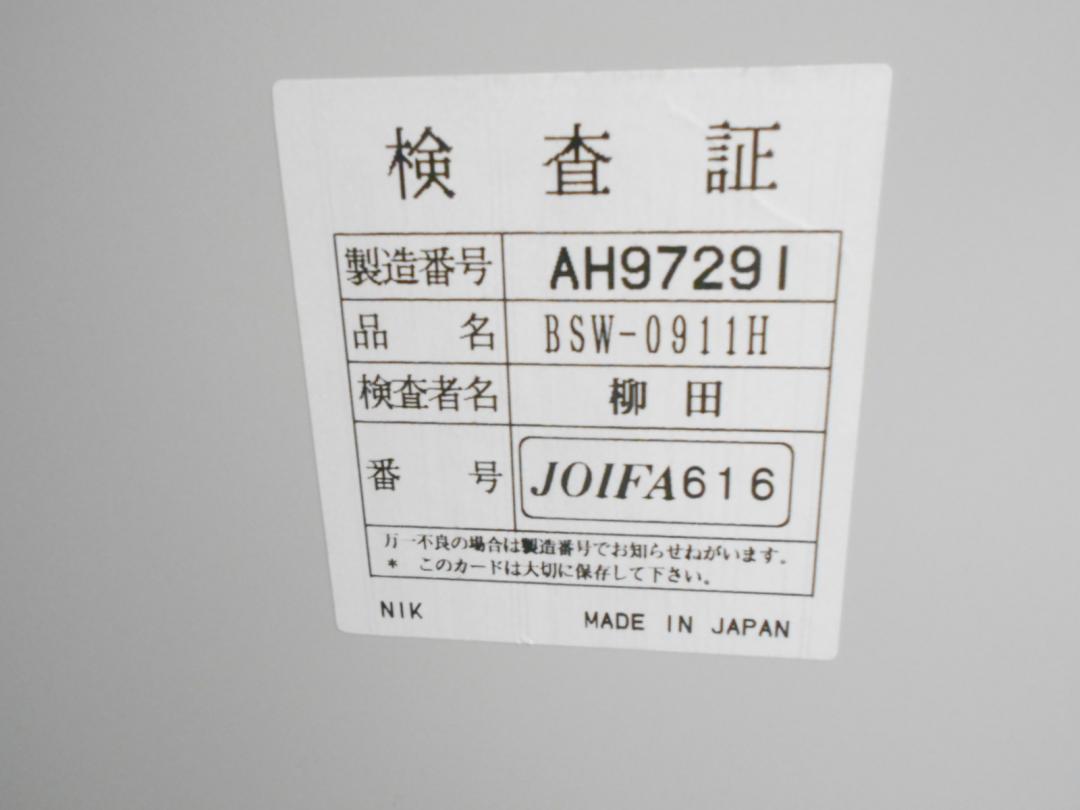 検査証
製造番号 AH97291
品名 BSW-0911H
検査者名 柳田
番号 JOIFA616
万一不良の場合は製造番号でお知らせねがいます。
* このカードは大切に保存して下さい。
NIK MADE IN JAPAN